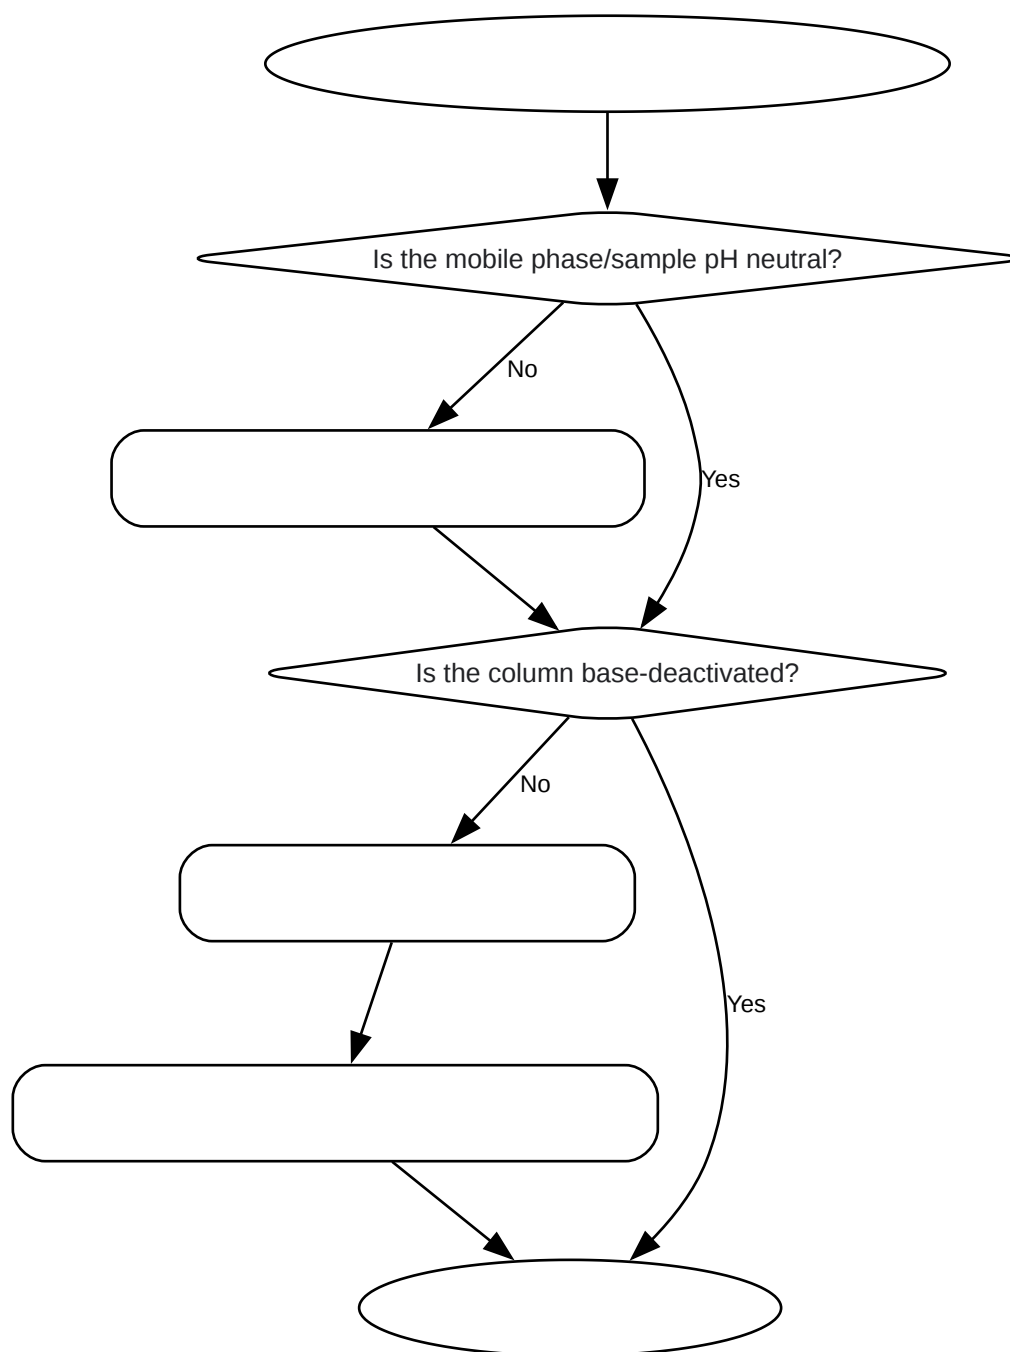 Is the mobile phase/sample pH neutral?
No
Yes
Is the column base-deactivated?
No
Yes